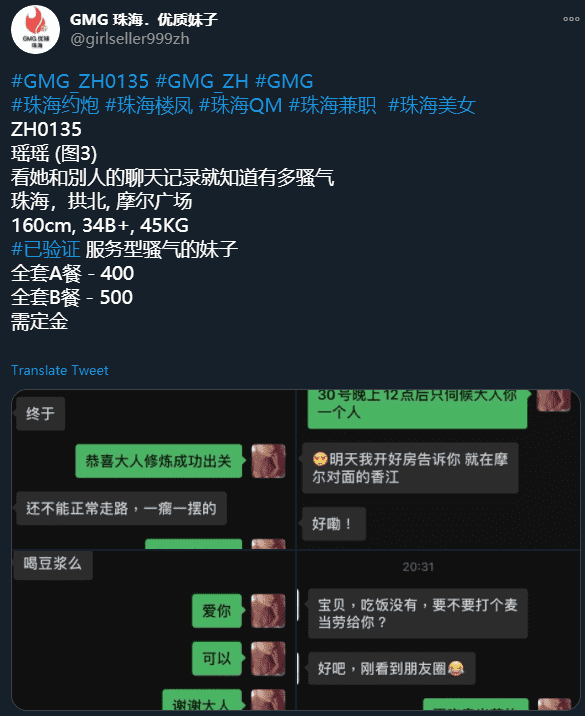 GMG 珠海．优质妹子
@girlseller999zh
GMG.优质
珠海
#GMG_ZH0135 #GMG_ZH #GMG
#珠海约炮 #珠海楼凤 #珠海QM #珠海兼职 #珠海美女
ZH0135
瑶瑶 (图3)
看她和別人的聊天记录就知道有多骚气
珠海，拱北, 摩尔广场
160cm, 34B+, 45KG
#已验证 服务型骚气的妹子
全套A餐 - 400
全套B餐 - 500
需定金
Translate Tweet
终于
恭喜大人修炼成功出关
还不能正常走路，一瘸一摆的
30号晚上12点后只伺候大人你
一个人
明天我开好房告诉你 就在摩
尔对面的香江
好嘞！
喝豆浆么
爱你
可以
谢谢大人
20:31
宝贝，吃饭没有，要不要打个麦
当劳给你？
好吧，刚看到朋友圈